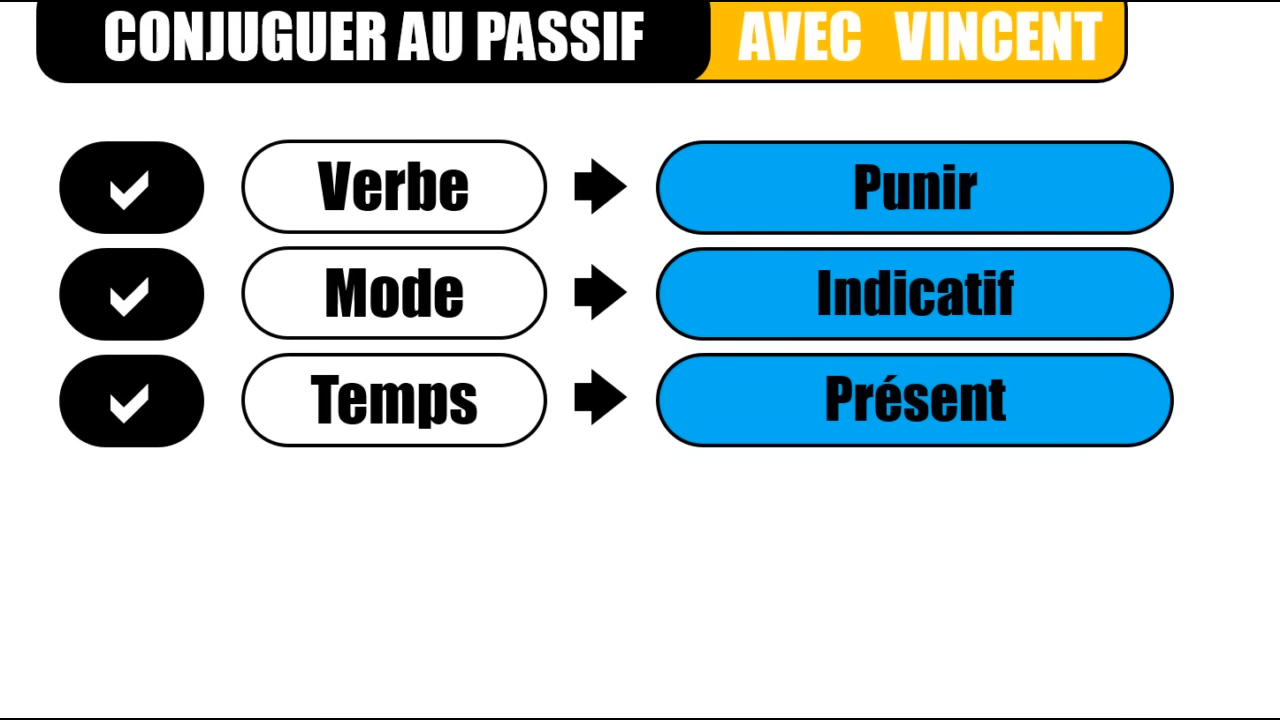 CONJUGUER AU PASSIF AVEC VINCENT
Verbe Punir
Mode Indicatif
Temps Présent